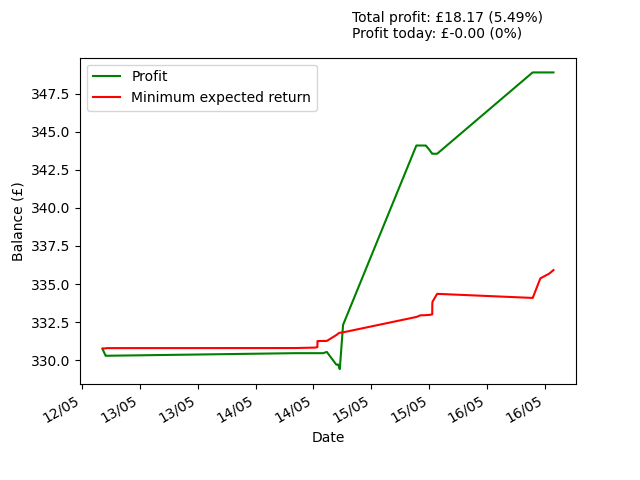 Total profit: £18.17 (5.49%)
Profit today: £-0.00 (0%)
Profit
Minimum expected return
347.5
345.0
342.5
340.0
337.5
335.0
332.5
330.0
Balance (£)
12/05
13/05
13/05
14/05
14/05
15/05
15/05
16/05
16/05
Date